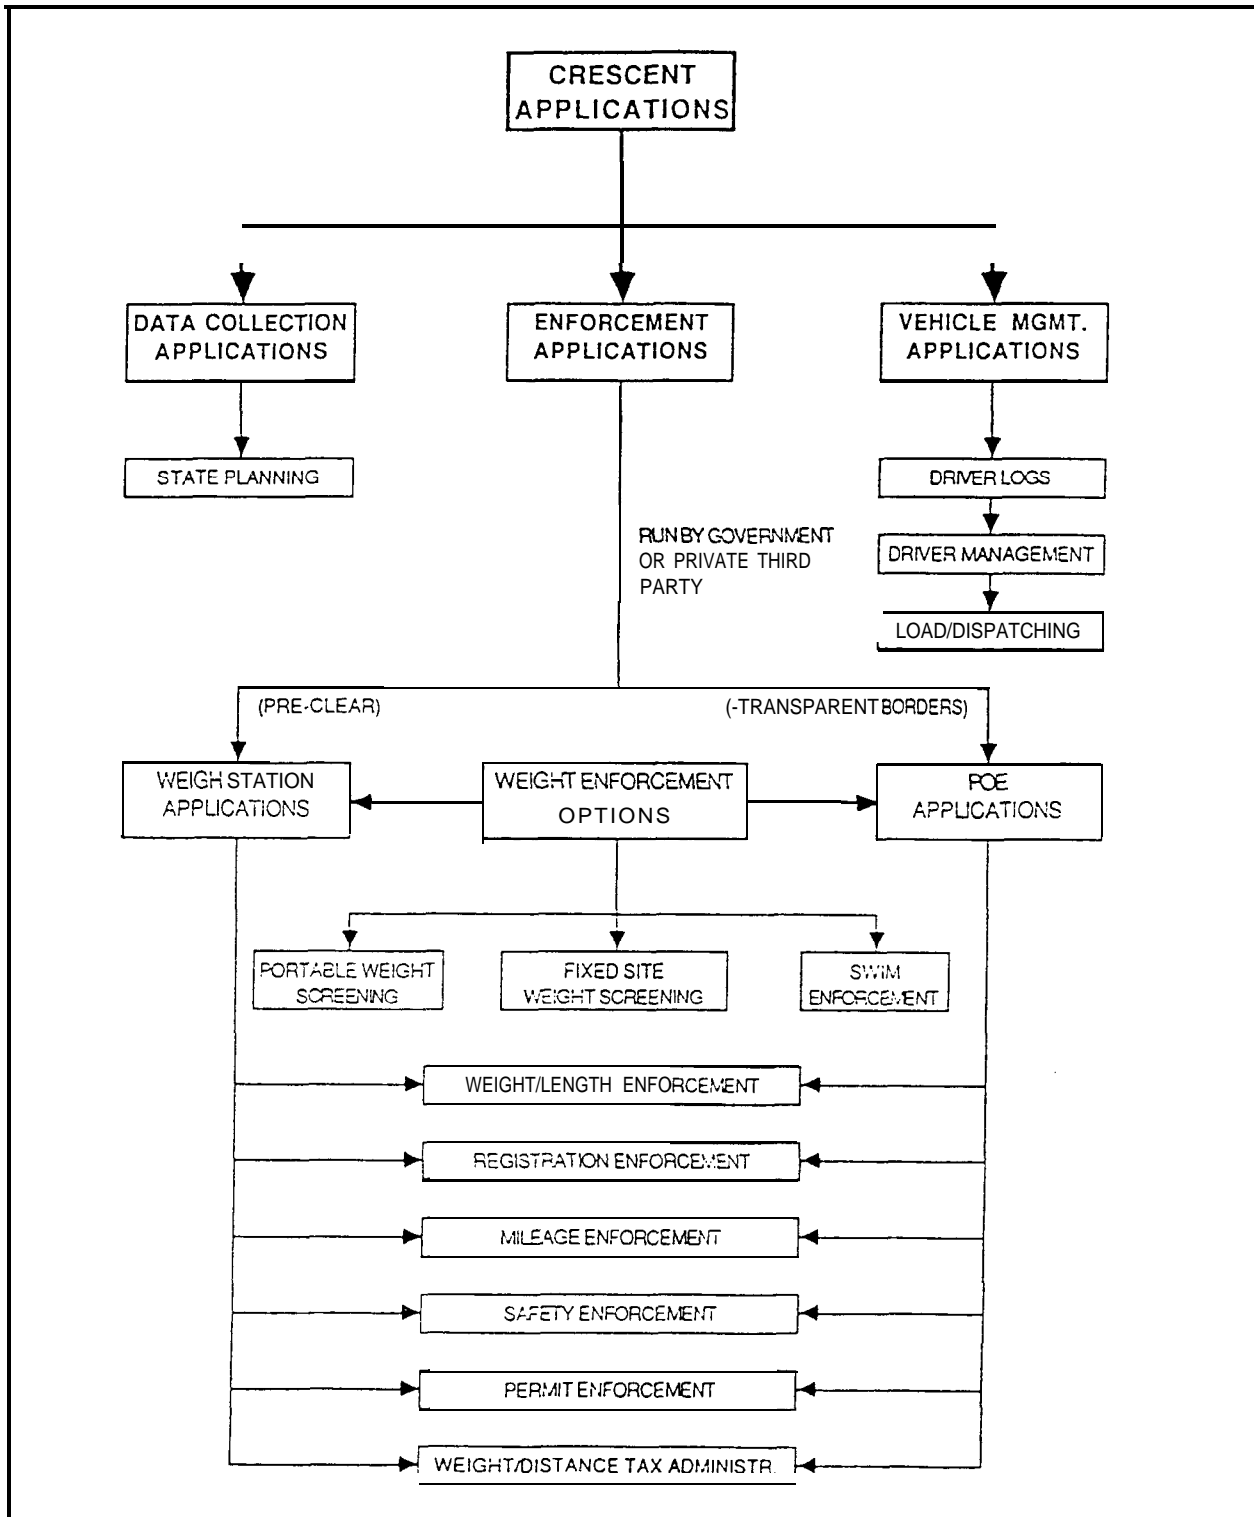 CRESCENT
APPLICATIONS
DATA COLLECTION
APPLICATIONS
ENFORCEMENT
APPLICATIONS
VEHICLE MGMT.
APPLICATIONS
STATE PLANNING
DRIVER LOGS
RUN BY GOVERNMENT
OR PRIVATE THIRD
PARTY
DRIVER MANAGEMENT
LOAD/DISPATCHING
(PRE-CLEAR)
(-TRANSPARENT BORDERS)
WEIGH STATION
APPLICATIONS
WEIGHT ENFORCEMENT
OPTIONS
POE
APPLICATIONS
PORTABLE WEIGHT
SCREENING
FIXED SITE
WEIGHT SCREENING
SWIM
ENFORCEMENT
WEIGHT/LENGTH ENFORCEMENT
REGISTRATION ENFORCEMENT
MILEAGE ENFORCEMENT
SAFETY ENFORCEMENT
PERMIT ENFORCEMENT
WEIGHT/DISTANCE TAX ADMINISTR.